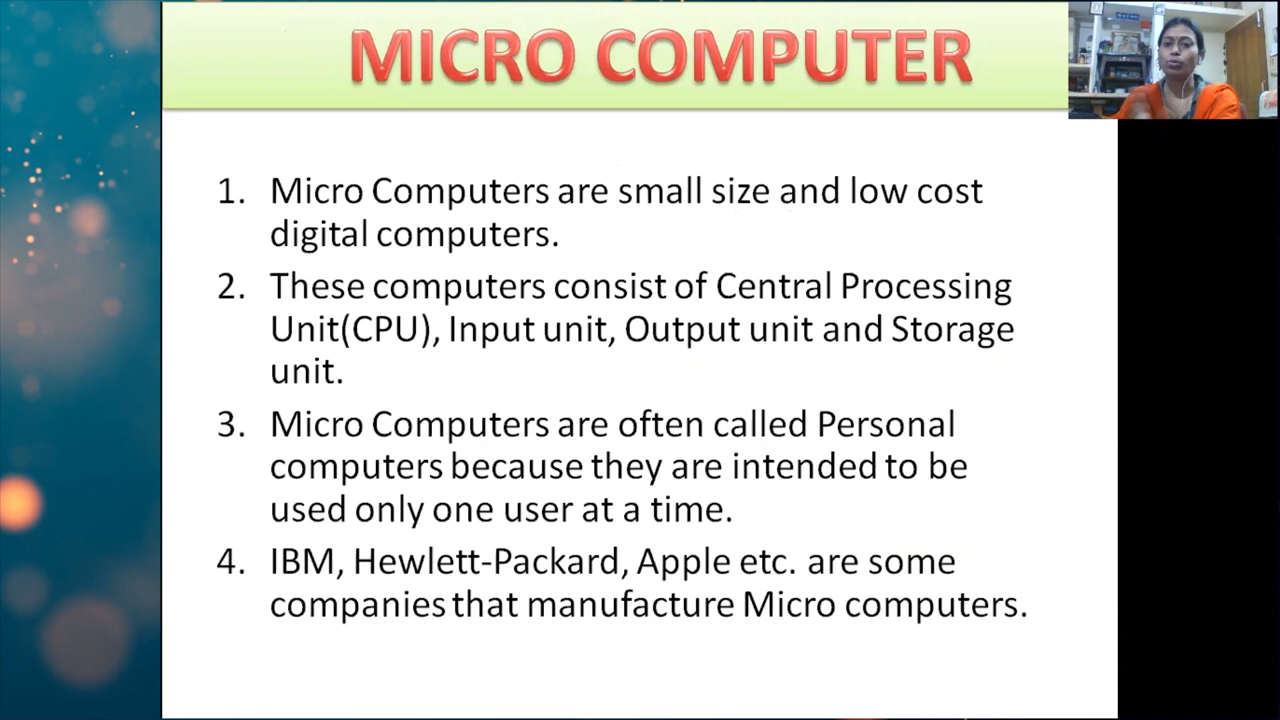 MICRO COMPUTER
1. Micro Computers are small size and low cost
digital computers.
2. These computers consist of Central Processing
Unit(CPU), Input unit, Output unit and Storage
unit.
3. Micro Computers are often called Personal
computers because they are intended to be
used only one user at a time.
4. IBM, Hewlett-Packard, Apple etc. are some
companies that manufacture Micro computers.